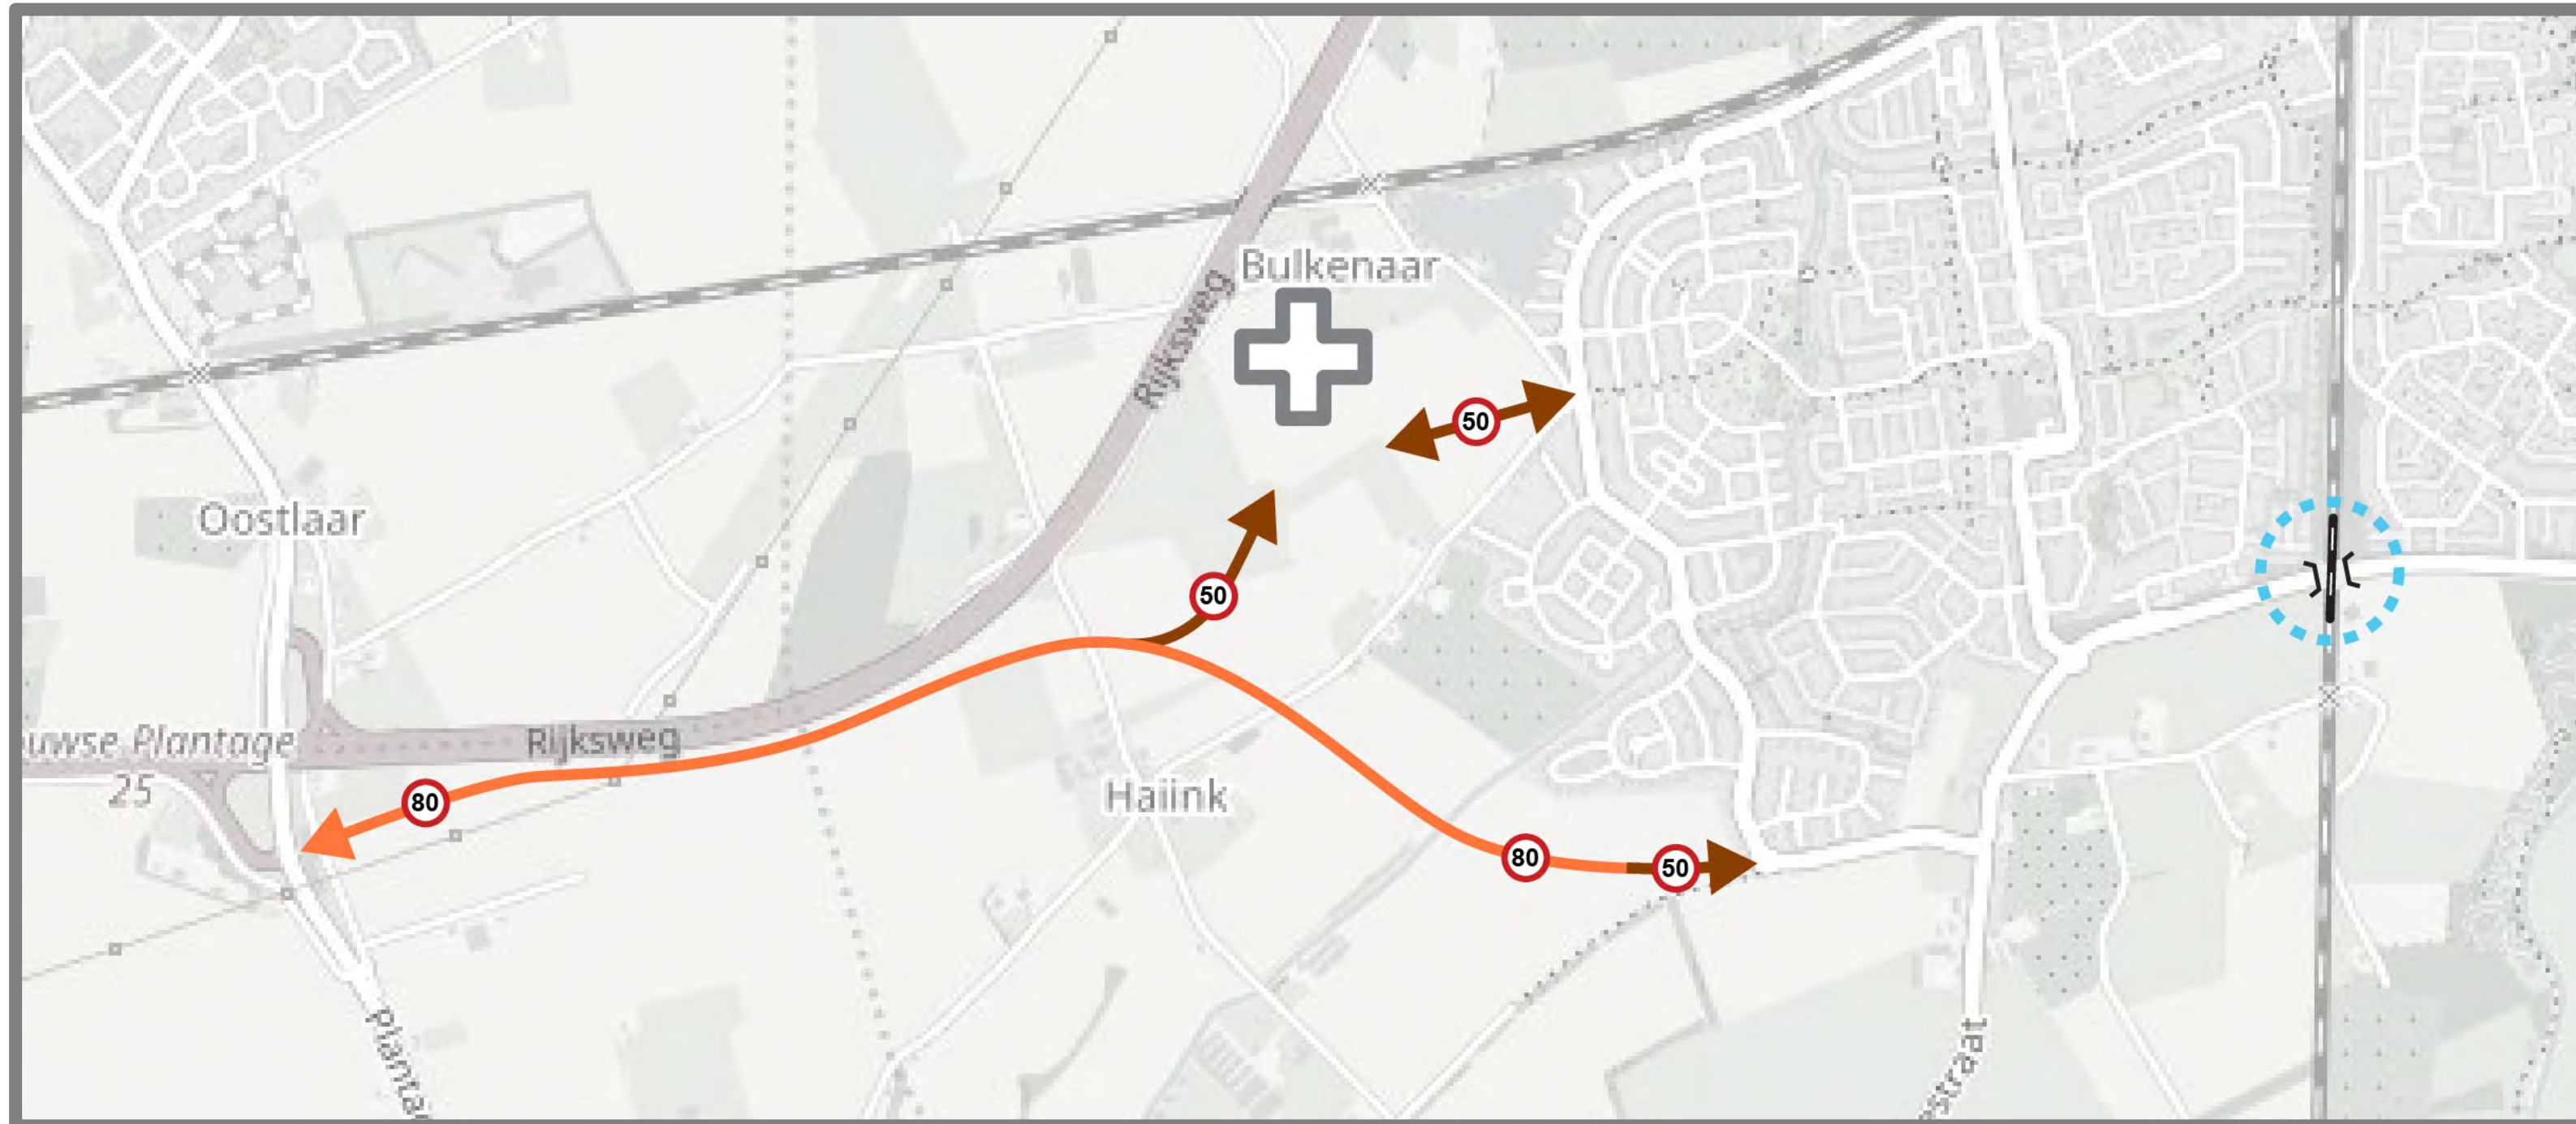 Bulkenaar
Rijksweg
50
50
Oostlaar
uwse Plantage
25
Rijksweg
80
Haiink
80
50
Planta
straat